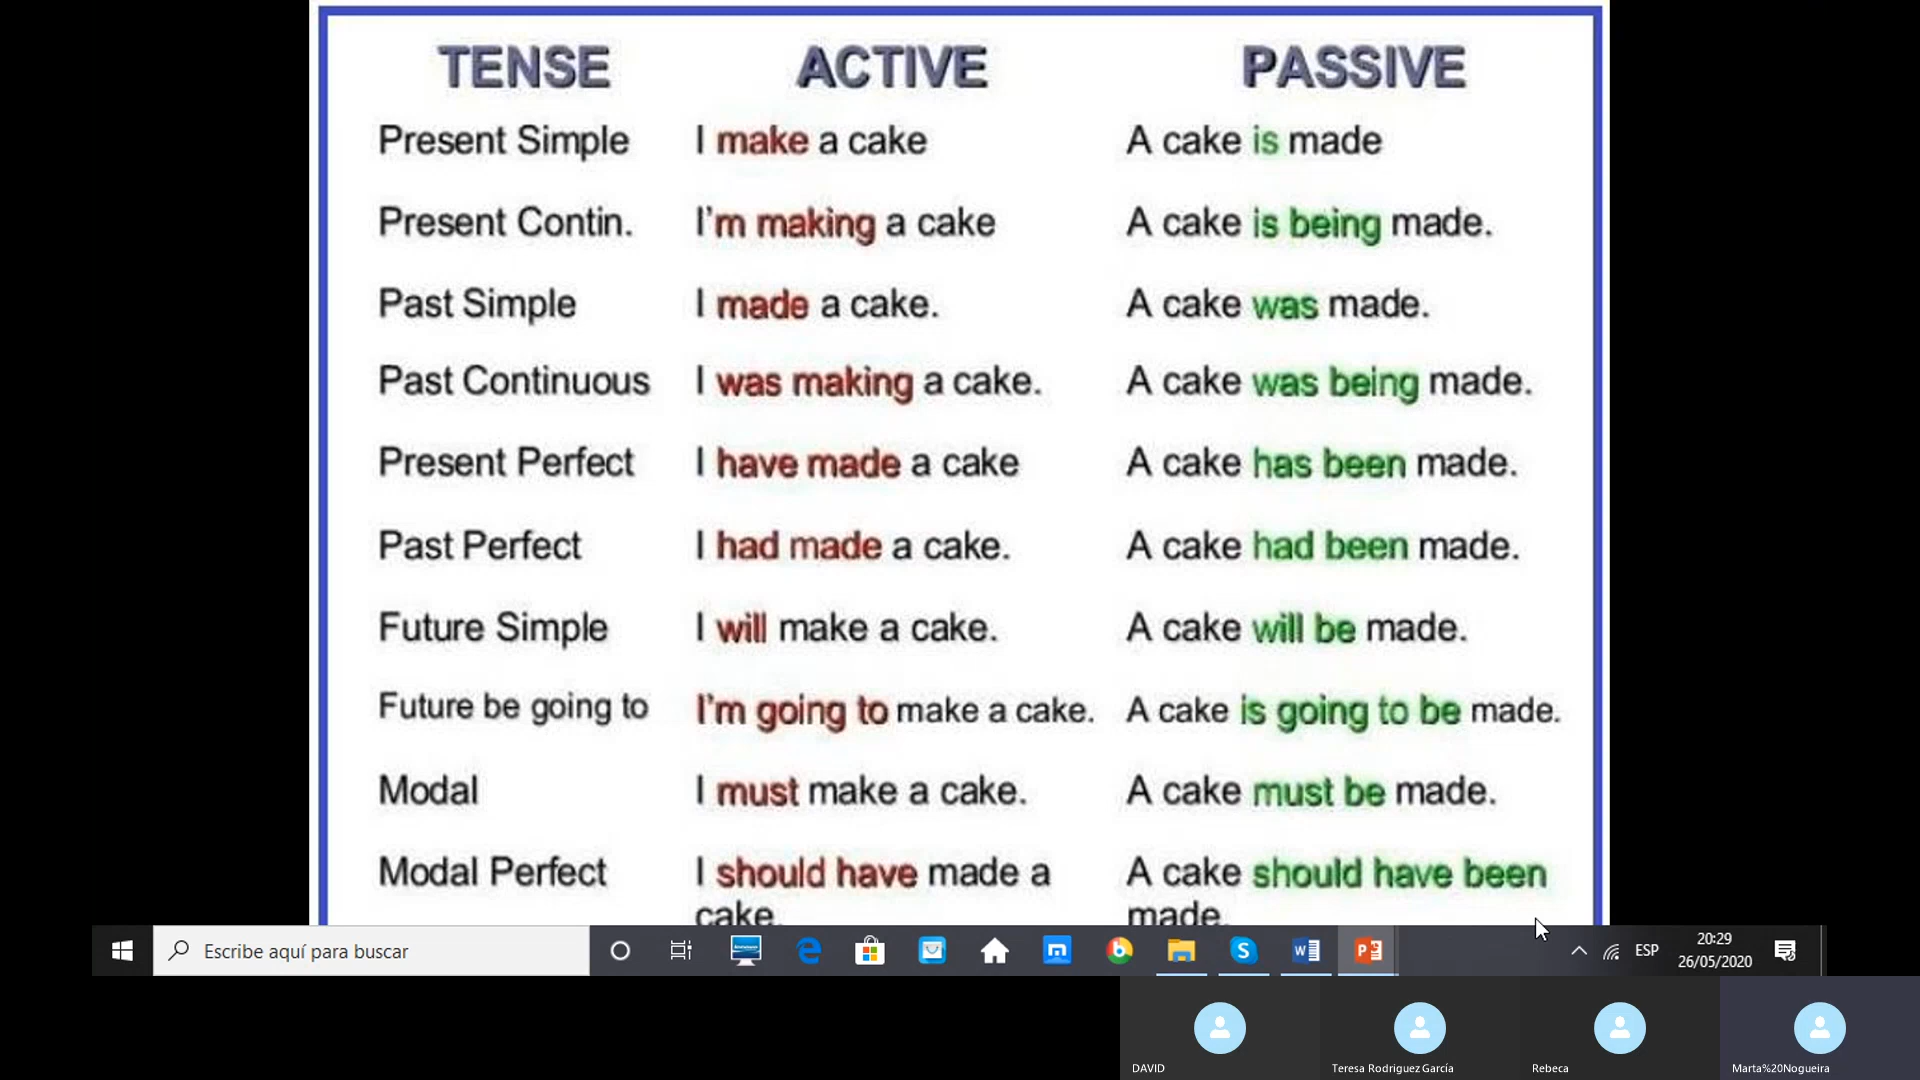 TENSE ACTIVE PASSIVE
Present Simple I make a cake A cake is made
Present Contin. I'm making a cake A cake is being made.
Past Simple I made a cake. A cake was made.
Past Continuous I was making a cake. A cake was being made.
Present Perfect I have made a cake A cake has been made.
Past Perfect I had made a cake. A cake had been made.
Future Simple I will make a cake. A cake will be made.
Future be going to I'm going to make a cake. A cake is going to be made.
Modal I must make a cake. A cake must be made.
Modal Perfect I should have made a A cake should have been
cake. made.
Escribe aquí para buscar ESP 20:29
26/05/2020
DAVID Teresa Rodriguez García Rebeca Marta%20Nogueira